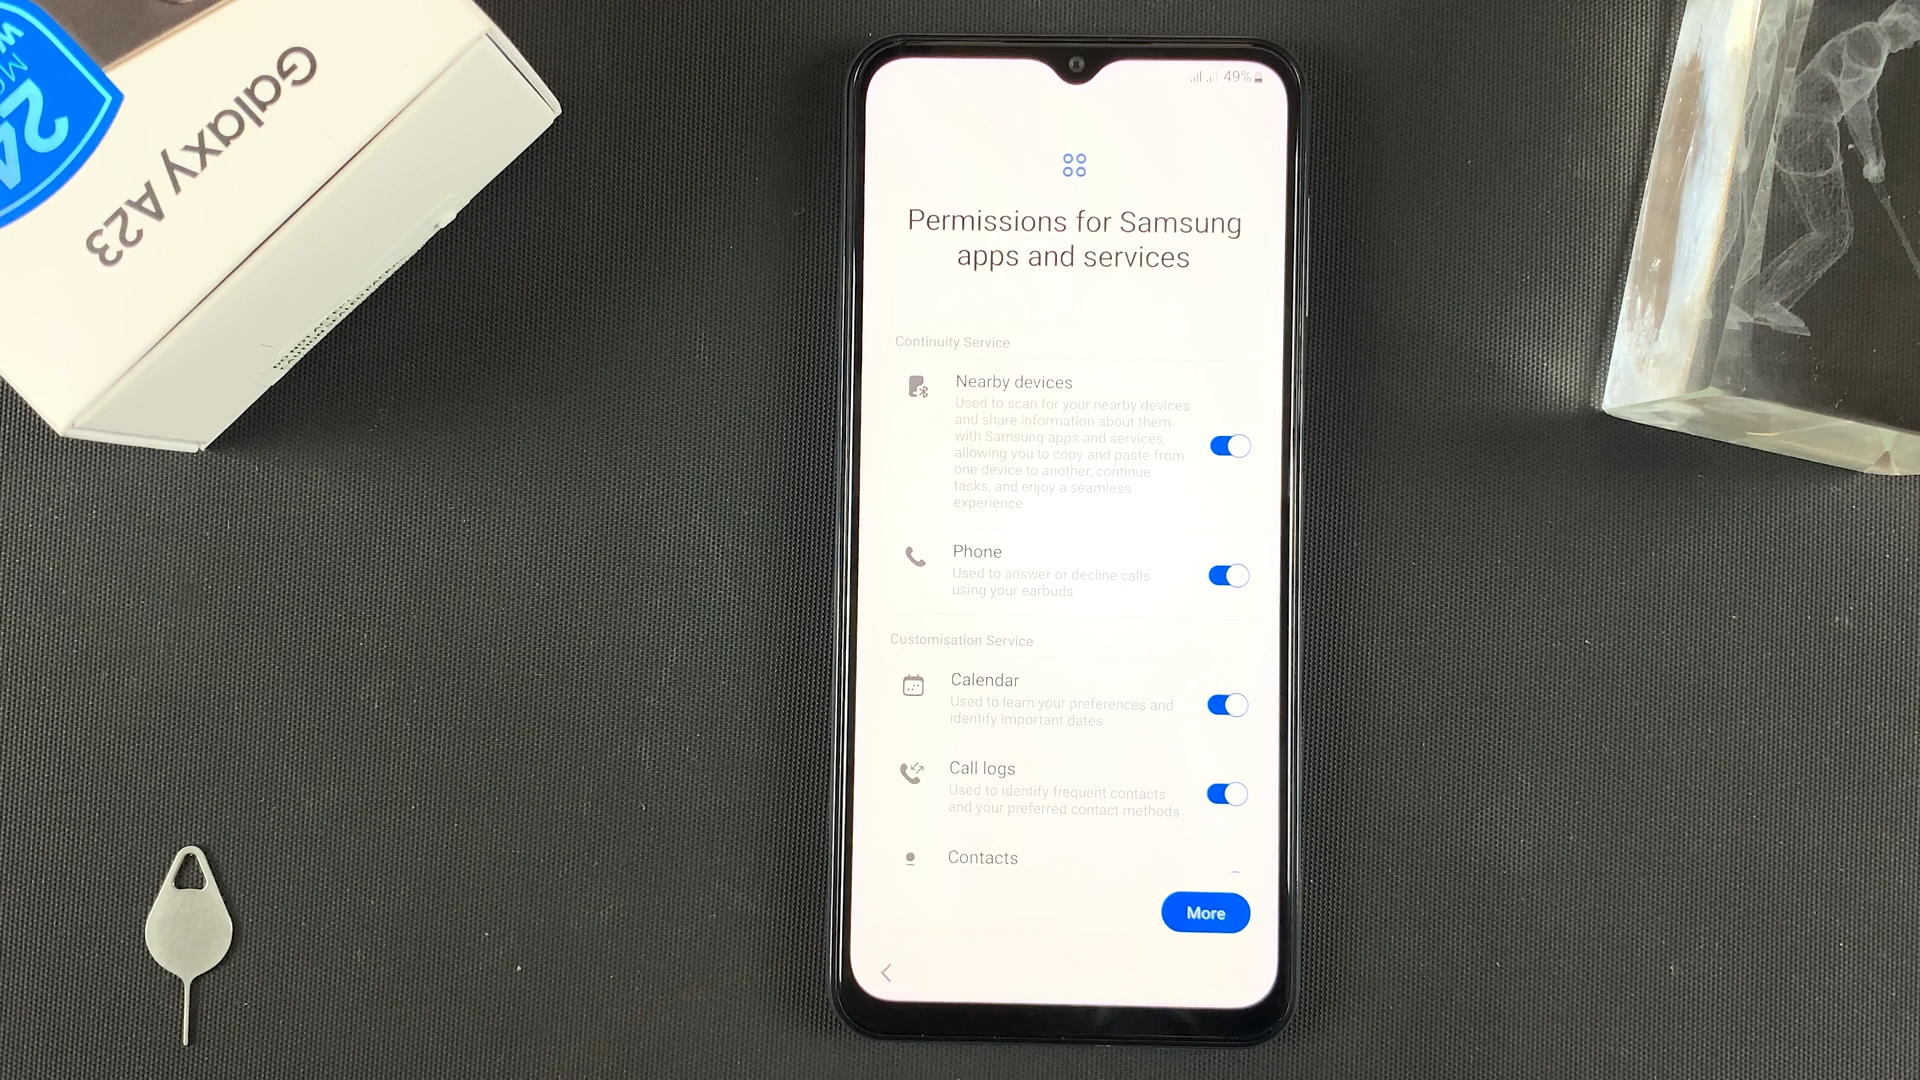 Galaxy A23
24
49%
Permissions for Samsung
apps and services
Continuity Service
Nearby devices
Used to scan for your nearby devices
and share information about them
with Samsung apps and services,
allowing you to copy and paste from
one device to another, continue
tasks, and enjoy a seamless
experience
Phone
Used to answer or decline calls
using your earbuds
Customisation Service
Calendar
Used to learn your preferences and
identify important dates
Call logs
Used to identify frequent contacts
and your preferred contact methods
Contacts
More